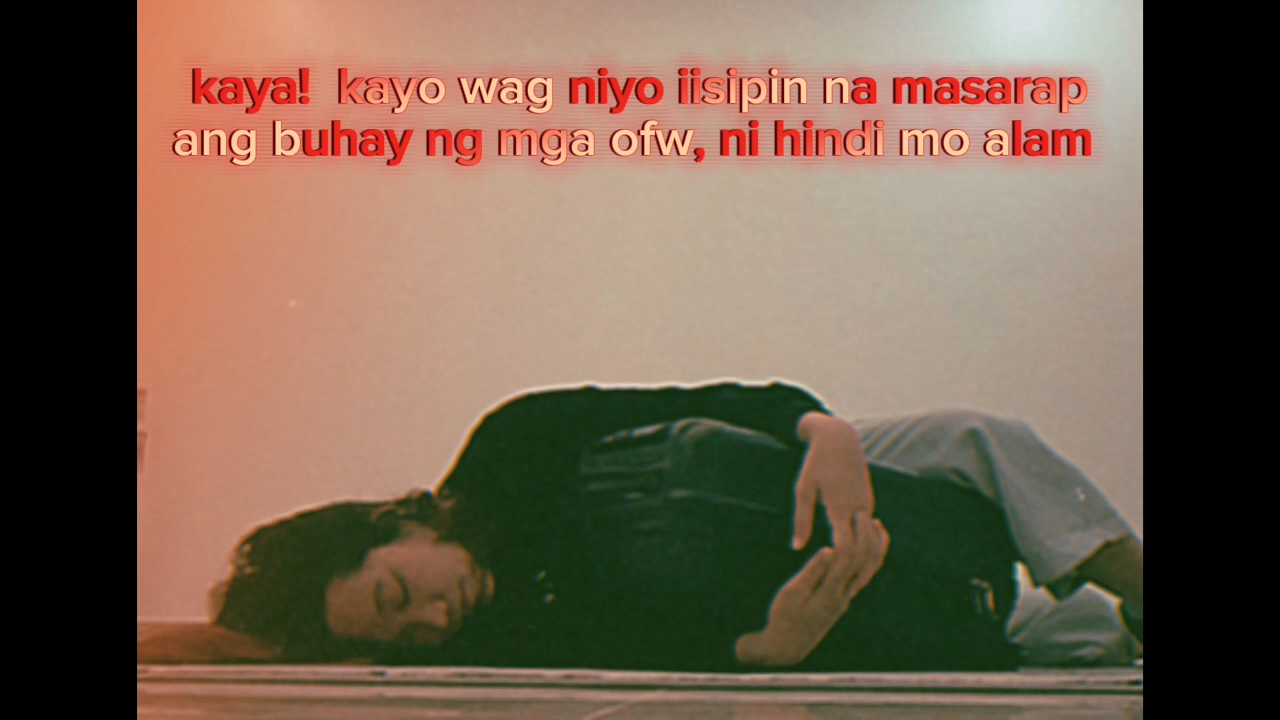 kaya! kayo wag niyo iisipin na masarap
ang buhay ng mga ofw, ni hindi mo alam